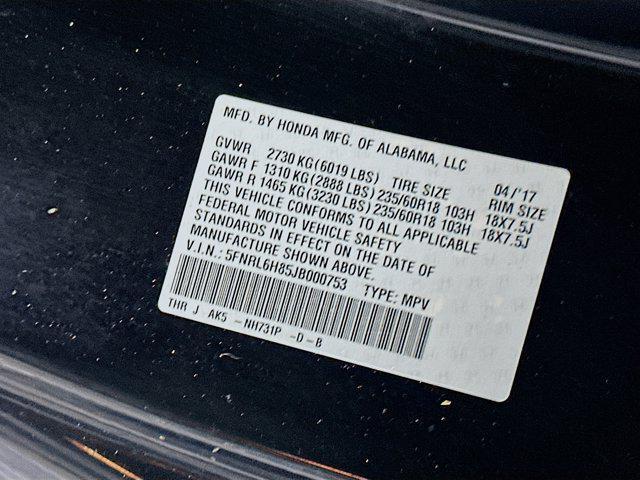 MFD. BY HONDA MFG. OF ALABAMA, LLC
04/'17
GVWR 2730 KG (6019 LBS) TIRE SIZE RIM SIZE
GAWR F 1310 KG (2888 LBS) 235/60R18 103H 18X7.5J
GAWR R 1465 KG (3230 LBS) 235/60R18 103H 18X7.5J
THIS VEHICLE CONFORMS TO ALL APPLICABLE
FEDERAL MOTOR VEHICLE SAFETY
STANDARDS IN EFFECT ON THE DATE OF
MANUFACTURE SHOWN ABOVE.
V.I.N.: 5FNRL6H85JB000753 TYPE: MPV
THR J AK5 -NH731P -D-B